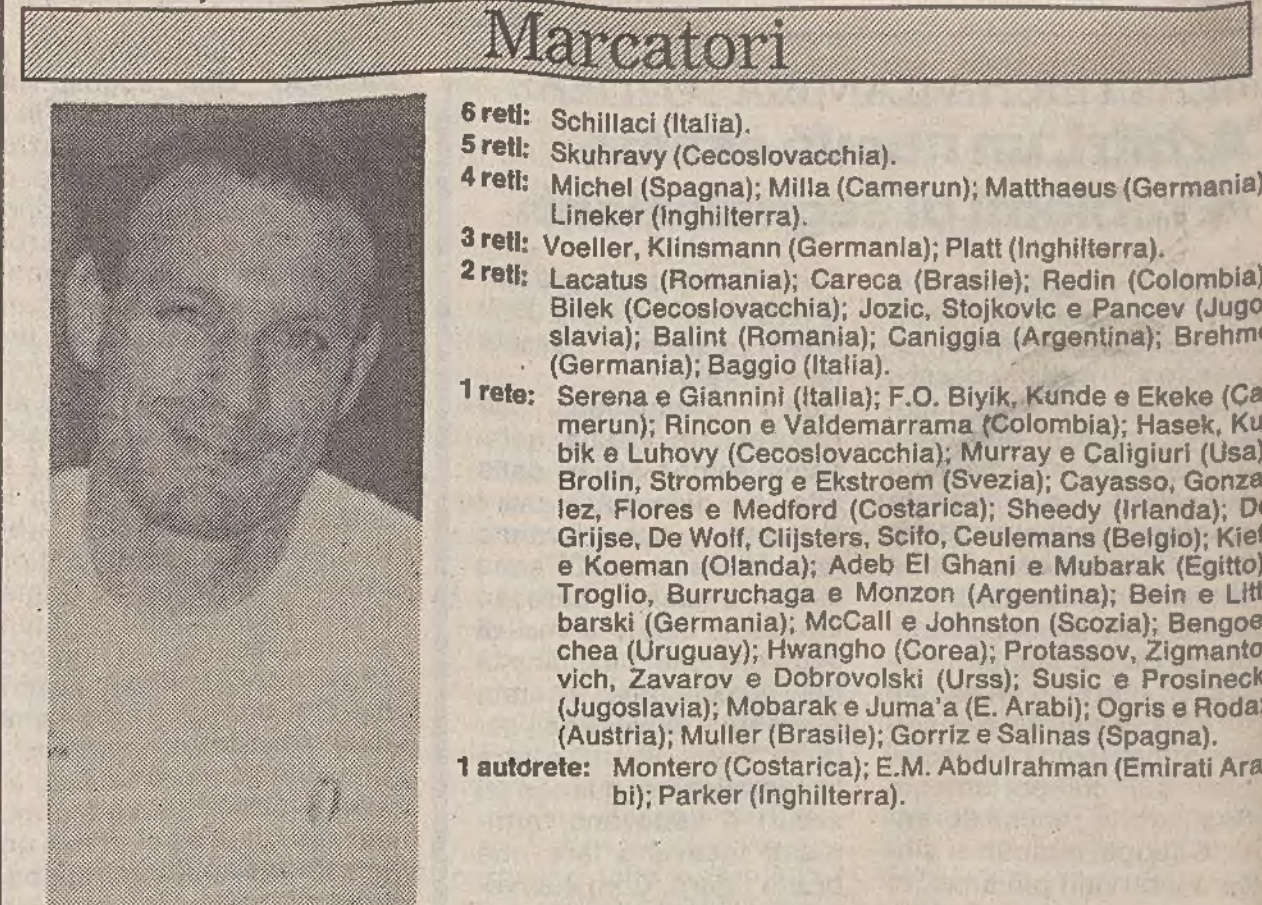 Marcatori
6 reti: Schillaci (Italia).
5 reti: Skuhravy (Cecoslovacchia).
4 reti: Michel (Spagna); Milla (Camerun); Matthaeus (Germania)
Lineker (Inghilterra).
3 reti: Voeller, Klinsmann (Germania); Platt (Inghilterra).
2 reti: Lacatus (Romania); Careca (Brasile); Redin (Colombia)
Bilek (Cecoslovacchia); Jozic, Stojkovic e Pancev (Jugo
slavia); Balint (Romania); Caniggia (Argentina); Brehm
(Germania); Baggio (Italia).
1 rete: Serena e Giannini (Italia); F.O. Biyik, Kunde e Ekeke (Ca
merun); Rincon e Valdemarrama (Colombia); Hasek, Ku
bik e Luhovy (Cecoslovacchia); Murray e Caligiuri (Usa)
Brolin, Stromberg e Ekstroem (Svezia); Cayasso, Gonza
lez, Flores e Medford (Costarica); Sheedy (Irlanda); De
Grijse, De Wolf, Clijsters, Scifo, Ceulemans (Belgio); Kief
e Koeman (Olanda); Adeb El Ghani e Mubarak (Egitto)
Troglio, Burruchaga e Monzon (Argentina); Bein e Litt
barski (Germania); McCall e Johnston (Scozia); Bengoe
chea (Uruguay); Hwangho (Corea); Protassov, Zigmanto
vich, Zavarov e Dobrovolski (Urss); Susic e Prosineck
(Jugoslavia); Mobarak e Juma'a (E. Arabi); Ogris e Roda
(Austria); Muller (Brasile); Gorriz e Salinas (Spagna).
1 autorete: Montero (Costarica); E.M. Abdulrahman (Emirati Ara
bi); Parker (Inghilterra).